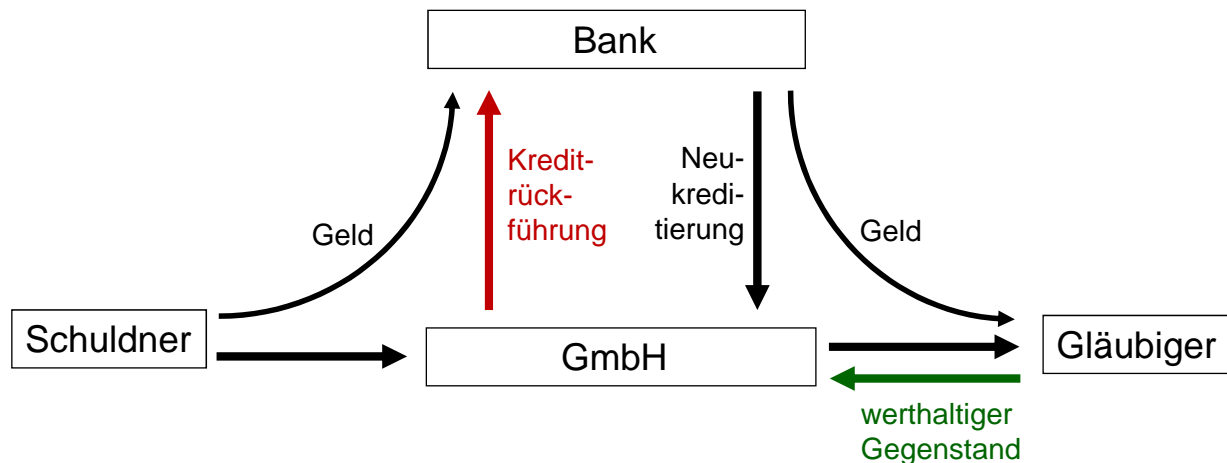 Bank
Kredit-
rück-
führung
Neu-
kredi-
tierung
Geld
Geld
Schuldner
GmbH
Gläubiger
werthaltiger
Gegenstand